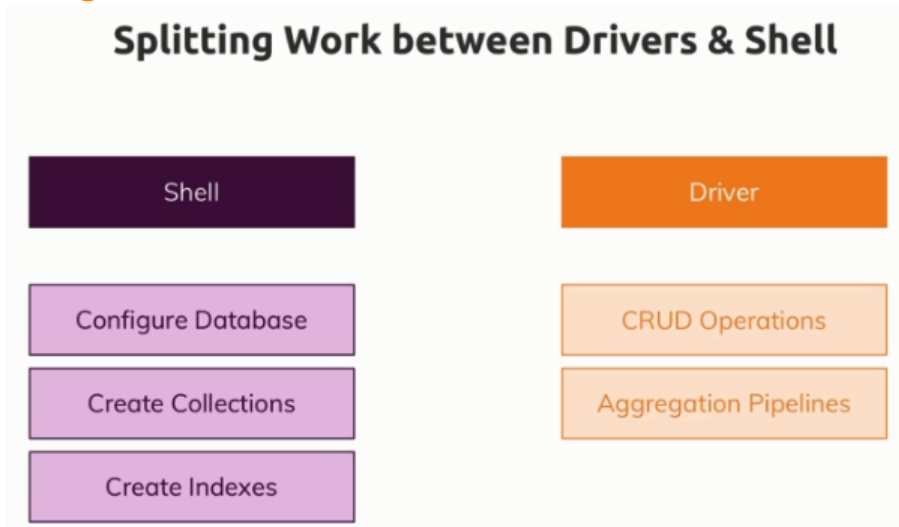 Splitting Work between Drivers & Shell
Shell
Driver
Configure Database
CRUD Operations
Create Collections
Aggregation Pipelines
Create Indexes